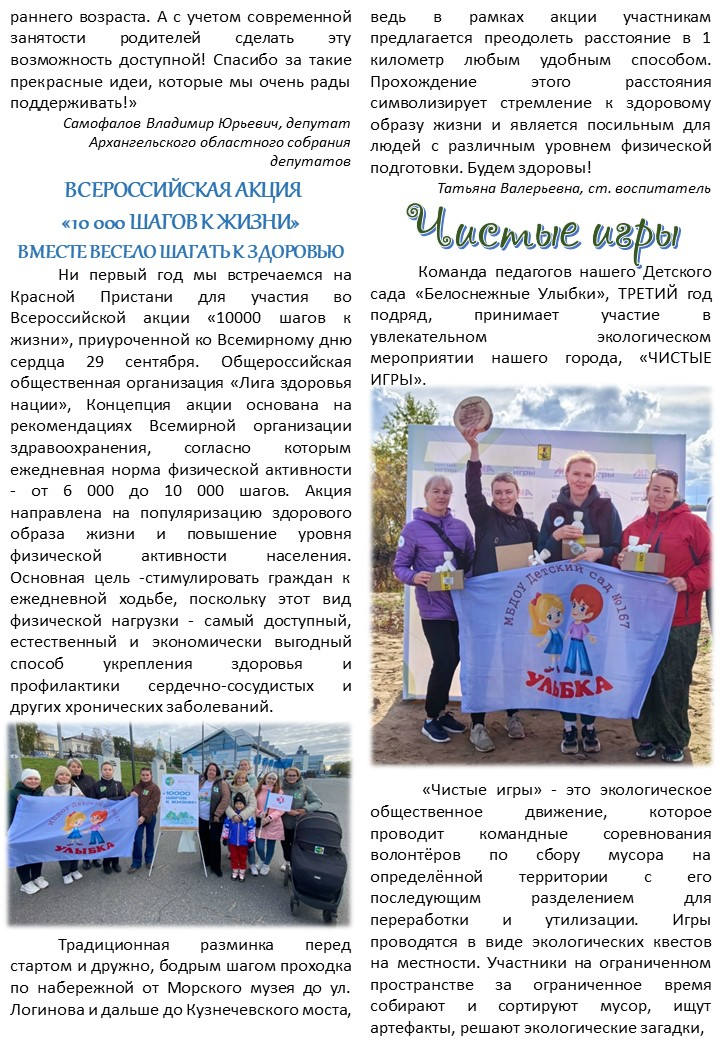 раннего возраста. А с учетом современной
занятости родителей сделать эту
возможность доступной! Спасибо за такие
прекрасные идеи, которые мы очень рады
поддерживать!»
Самофалов Владимир Юрьевич, депутат
Архангельского областного собрания
депутатов
ВСЕРОССИЙСКАЯ АКЦИЯ
«10 000 ШАГОВ К ЖИЗНИ»
ВМЕСТЕ ВЕСЕЛО ШАГАТЬ К ЗДОРОВЬЮ
Ни первый год мы встречаемся на
Красной Пристани для участия во
Всероссийской акции «10000 шагов к
жизни», приуроченной ко Всемирному дню
сердца 29 сентября. Общероссийская
общественная организация «Лига здоровья
нации», Концепция акции основана на
рекомендациях Всемирной организации
здравоохранения, согласно которым
ежедневная норма физической активности
- от 6 000 до 10 000 шагов. Акция
направлена на популяризацию здорового
образа жизни и повышение уровня
физической активности населения.
Основная цель -стимулировать граждан к
ежедневной ходьбе, поскольку этот вид
физической нагрузки - самый доступный,
естественный и экономически выгодный
способ укрепления здоровья и
профилактики сердечно-сосудистых и
других хронических заболеваний.
МБДОУ Детский
УЛЫБКА
«10000
ШАГОВ
К ЖИЗНИ»
Традиционная разминка перед
стартом и дружно, бодрым шагом проходка
по набережной от Морского музея до ул.
Логинова и дальше до Кузнечевского моста,
ведь в рамках акции участникам
предлагается преодолеть расстояние в 1
километр любым удобным способом.
Прохождение этого расстояния
символизирует стремление к здоровому
образу жизни и является посильным для
людей с различным уровнем физической
подготовки. Будем здоровы!
Татьяна Валерьевна, ст. воспитатель
Чистые игры
Команда педагогов нашего Детского
сада «Белоснежные Улыбки», ТРЕТИЙ год
подряд, принимает участие в
увлекательном экологическом
мероприятии нашего города, «ЧИСТЫЕ
ИГРЫ».
МБДОУ Детский сад №167
УЛЫБКА
«Чистые игры» - это экологическое
общественное движение, которое
проводит командные соревнования
волонтёров по сбору мусора на
определённой территории с его
последующим разделением для
переработки и утилизации. Игры
проводятся в виде экологических квестов
на местности. Участники на ограниченном
пространстве за ограниченное время
собирают и сортируют мусор, ищут
артефакты, решают экологические загадки,